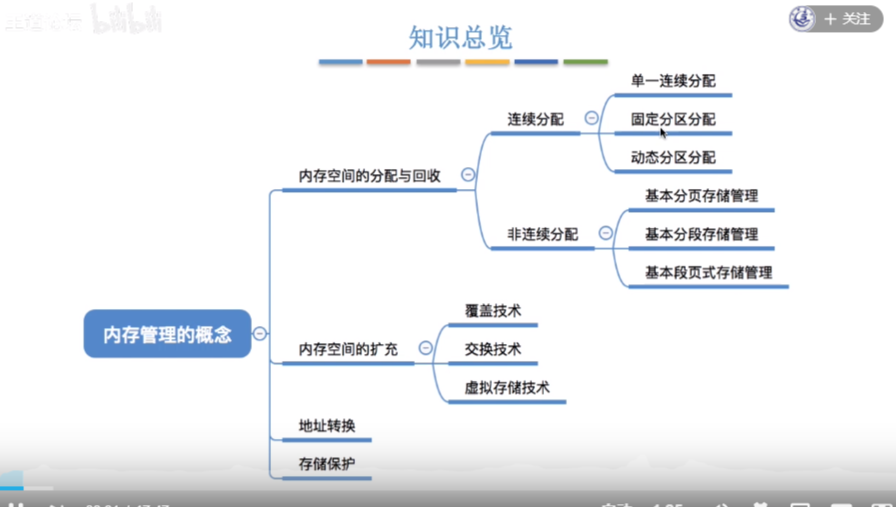 知识总览
+ 关注
单一连续分配
连续分配
固定分区分配
动态分区分配
内存空间的分配与回收
基本分页存储管理
非连续分配
基本分段存储管理
基本段页式存储管理
内存管理的概念
覆盖技术
内存空间的扩充
交换技术
虚拟存储技术
地址转换
存储保护